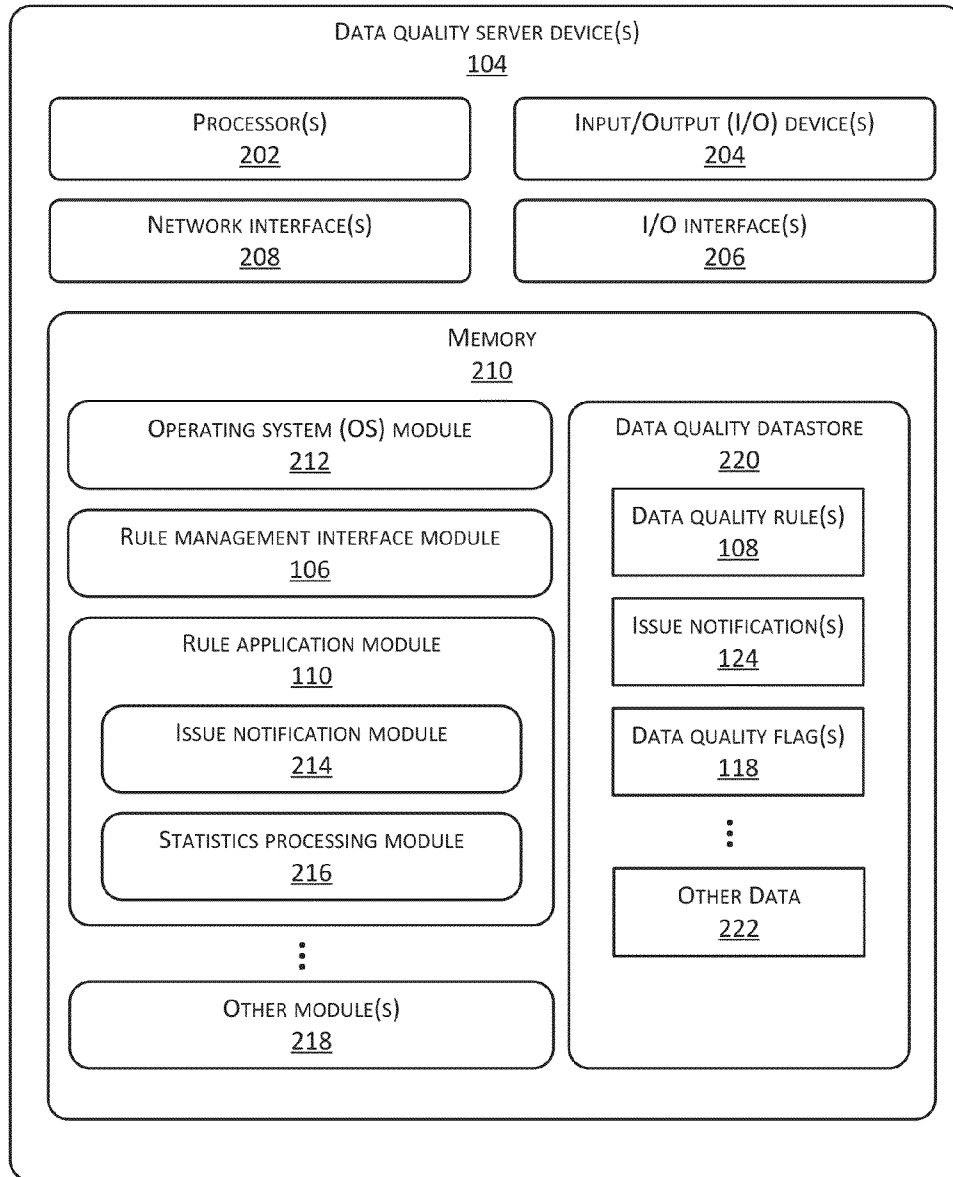 Data quality server device(s)
104
Processor(s)
202
Input/Output (I/O) device(s)
204
Network interface(s)
208
I/O interface(s)
206
Memory
210
Operating system (OS) module
212
Rule management interface module
106
Rule application module
110
Issue notification module
214
Statistics processing module
216
Other module(s)
218
Data quality datastore
220
Data quality rule(s)
108
Issue notification(s)
124
Data quality flag(s)
118
Other Data
222